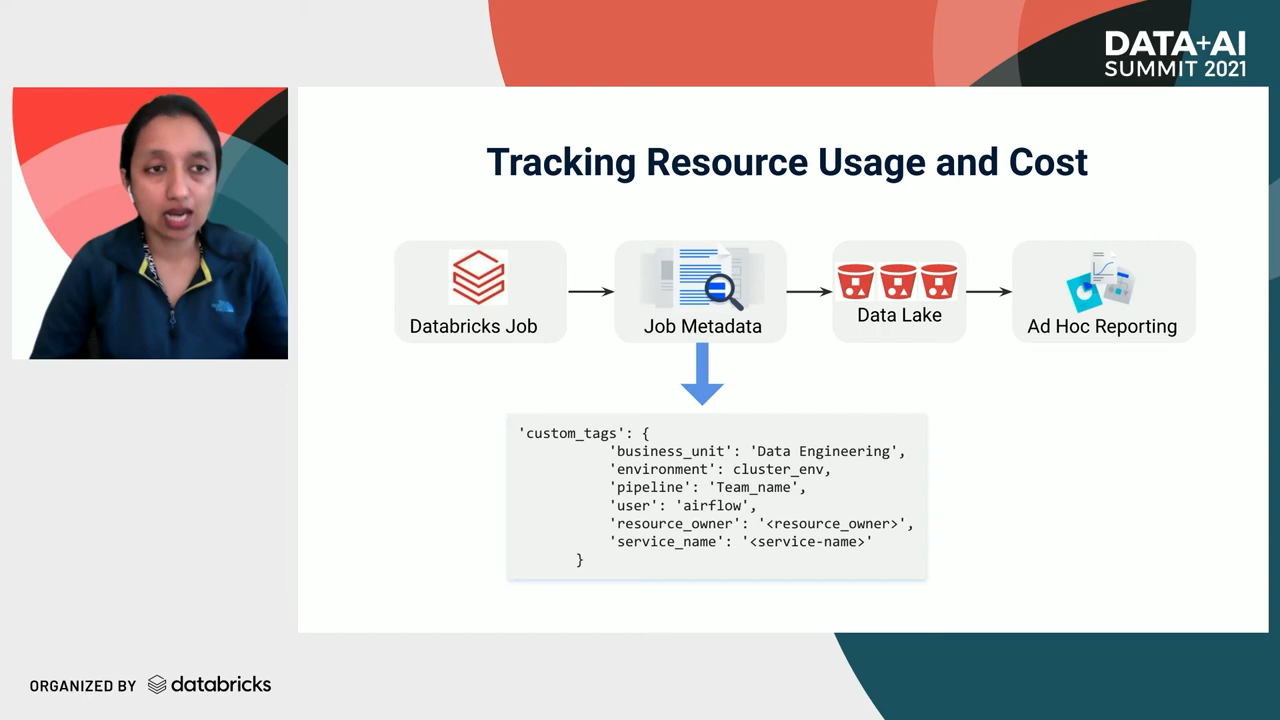 DATA+AI
SUMMIT 2021
Tracking Resource Usage and Cost
Databricks Job
Job Metadata
Data Lake
Ad Hoc Reporting
'custom_tags': {
'business_unit': 'Data Engineering',
'environment': cluster_env,
'pipeline': 'Team_name',
'user': 'airflow',
'resource_owner': '<resource_owner>',
'service_name': '<service-name>'
}
ORGANIZED BY databricks